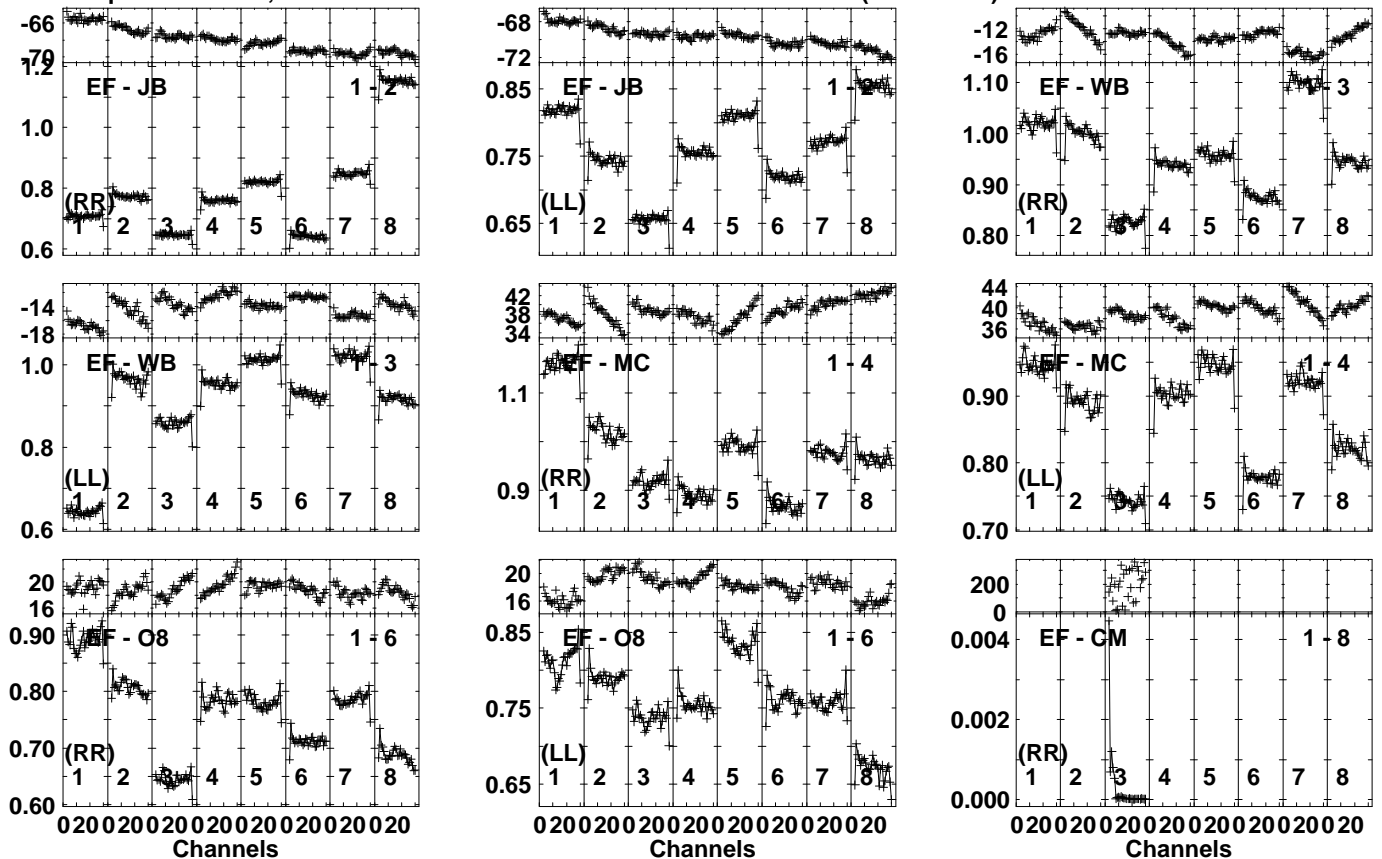 -66 -68 -12
-70 -72 -16
1.2 EF - JB 1 - 2 0.85 EF - JB 1 - 2 1.10 EF - WB 1 - 3
1.0 0.75 1.00
0.8 0.90
(RR) (LL) (RR)
1 2 3 4 5 6 7 8 0.65 1 2 3 4 5 6 7 8 1 2 3 4 5 6 7 8
0.6 0.80
-14 42 44
-18 38 40
34 36
1.0 EF - WB 1 - 3 EF - MC 1 - 4 EF - MC 1 - 4
1.1 0.90
0.8 0.80
(LL) 0.9 (RR) (LL)
1 2 3 4 5 6 7 8 1 2 3 4 5 6 7 8 1 2 3 4 5 6 7 8
0.6 0.70
20 20 200
16 16 0
0.90 EF - O8 1 - 6 0.85 EF - O8 1 - 6 0.004 EF - CM 1 - 8
0.80 0.75 0.002
0.70 (RR) (LL) (RR)
1 2 3 4 5 6 7 8 0.65 1 2 3 4 5 6 7 8 1 2 3 4 5 6 7 8
0.60 0.000
0 20 0 20 0 20 0 20 0 20 0 20 0 20 0 20 0 20 0 20 0 20 0 20 0 20 0 20 0 20 0 20 0 20 0 20 0 20 0 20 0 20 0 20 0 20 0 20
Channels Channels Channels